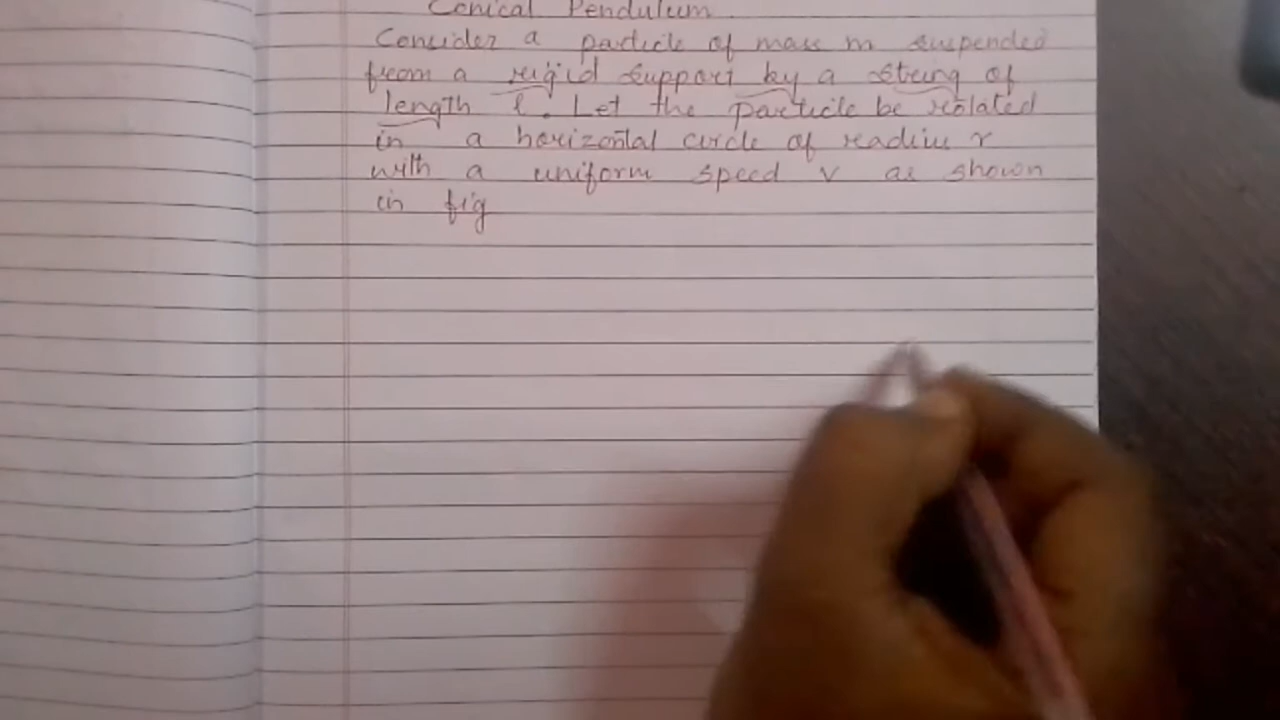 Conical Pendulum
Consider a particle of mass m suspended
from a rigid support by a string of
length l. Let the particle be rotated
in a horizontal circle of radius r
with a uniform speed v as shown
in fig